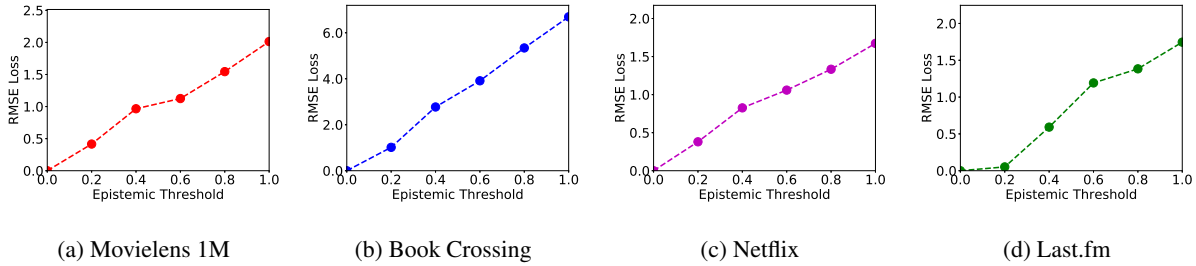 2.5
2.0
1.5
1.0
0.5
0.0
RMSE Loss
0.0 0.2 0.4 0.6 0.8 1.0
Epistemic Threshold
(a) Movielens 1M
6.0
4.0
2.0
0.0
RMSE Loss
0.0 0.2 0.4 0.6 0.8 1.0
Epistemic Threshold
(b) Book Crossing
2.0
1.5
1.0
0.5
0.0
RMSE Loss
0.0 0.2 0.4 0.6 0.8 1.0
Epistemic Threshold
(c) Netflix
2.0
1.5
1.0
0.5
0.0
RMSE Loss
0.0 0.2 0.4 0.6 0.8 1.0
Epistemic Threshold
(d) Last.fm